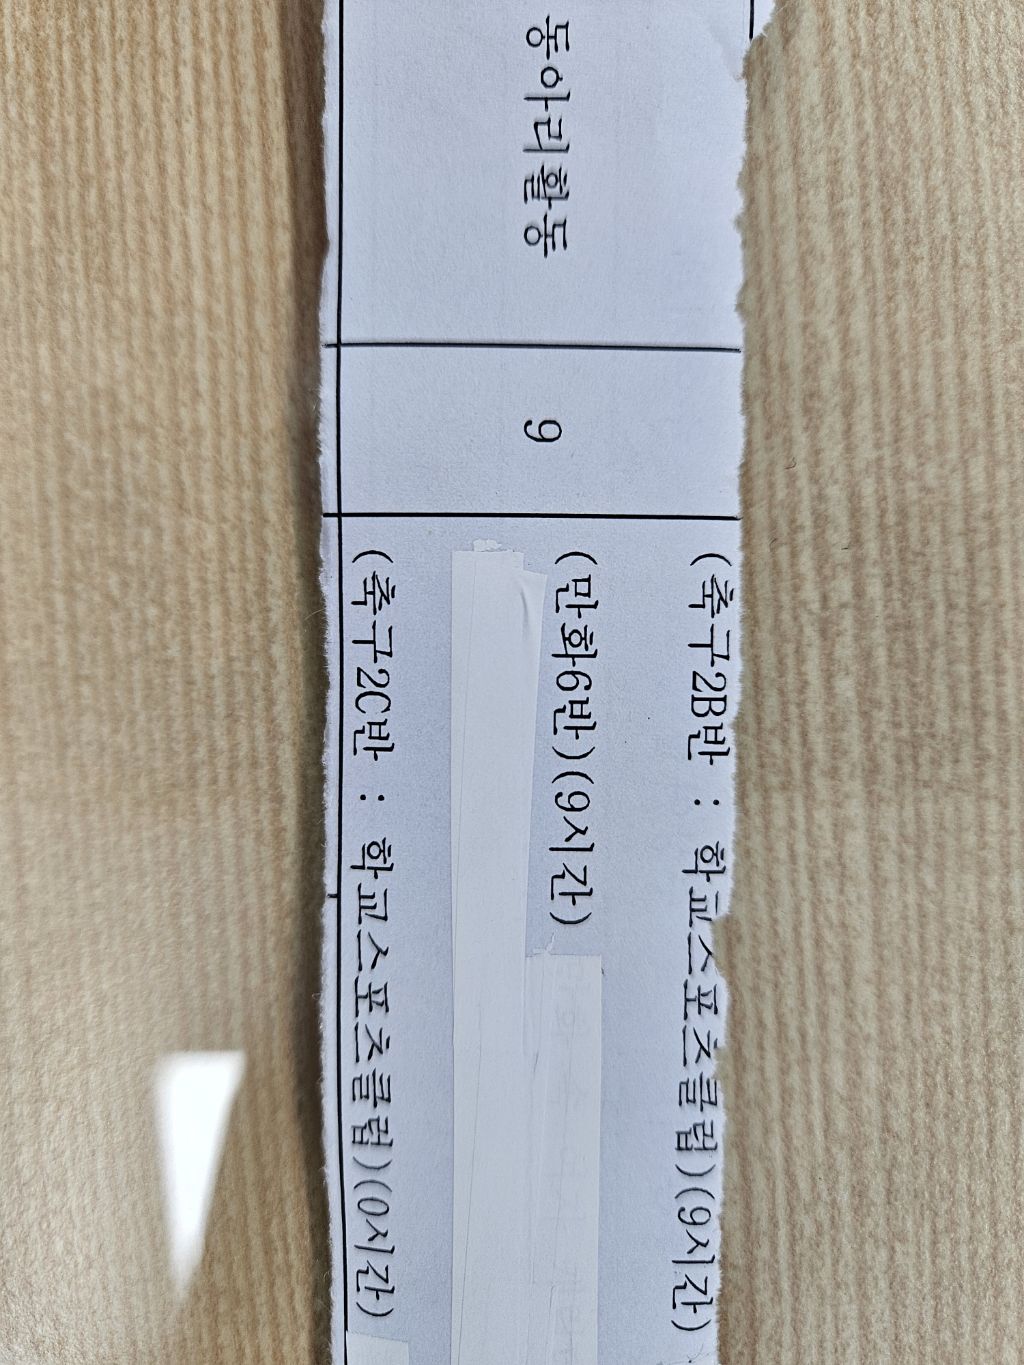 동아리활동
9
(축구2B반 : 학교스포츠클럽)(9시간)
(만화6반)(9시간)
(축구2C반 : 학교스포츠클럽)(0시간)